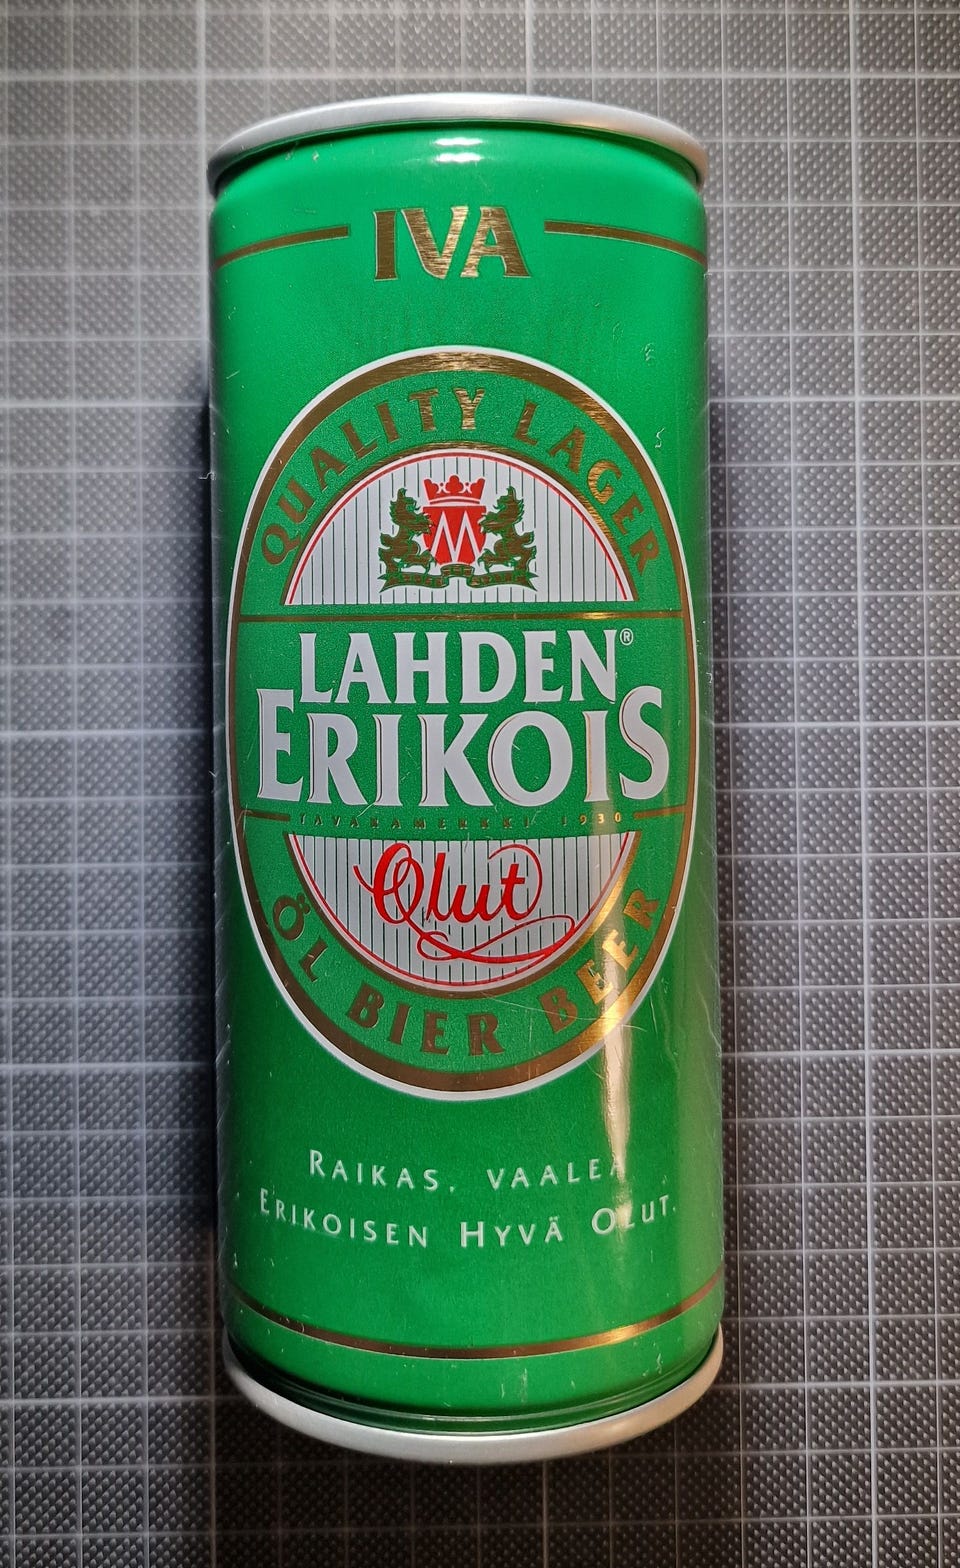 IVA
QUALITY LAGER
M
LAHDEN®
ERIKOIS
TAVARAMERKKI 1930
Olut
ÖL BIER BEER
RAIKAS, VAALEA
ERIKOISEN HYVÄ OLUT.